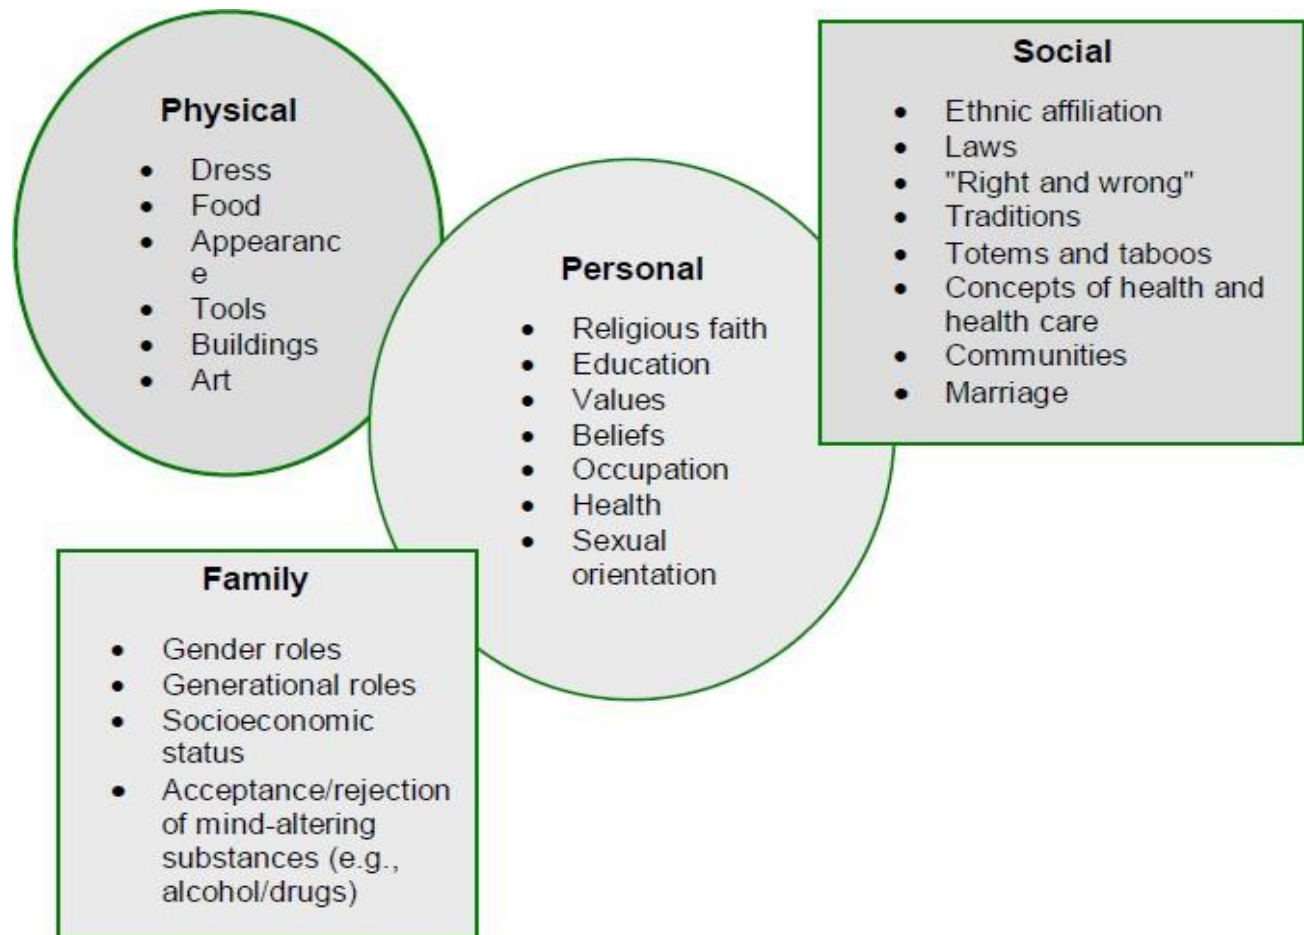 Physical
• Dress
• Food
• Appearanc
e
• Tools
• Buildings
• Art
Personal
• Religious faith
• Education
• Values
• Beliefs
• Occupation
• Health
• Sexual
orientation
Social
• Ethnic affiliation
• Laws
• "Right and wrong"
• Traditions
• Totems and taboos
• Concepts of health and
health care
• Communities
• Marriage
Family
• Gender roles
• Generational roles
• Socioeconomic
status
• Acceptance/rejection
of mind-altering
substances (e.g.,
alcohol/drugs)